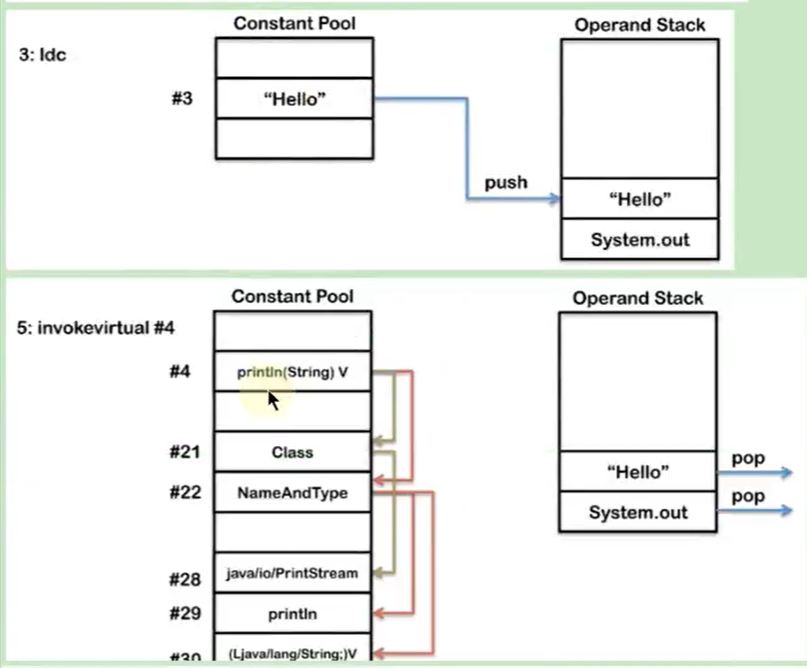 Constant Pool
Operand Stack
3: ldc
#3
“Hello”
push
“Hello”
System.out
Constant Pool
Operand Stack
5: invokevirtual #4
#4
println(String) V
#21
Class
#22
NameAndType
“Hello”
pop
System.out
pop
#28
java/io/PrintStream
#29
println
#30
(Ljava/lang/String;)V